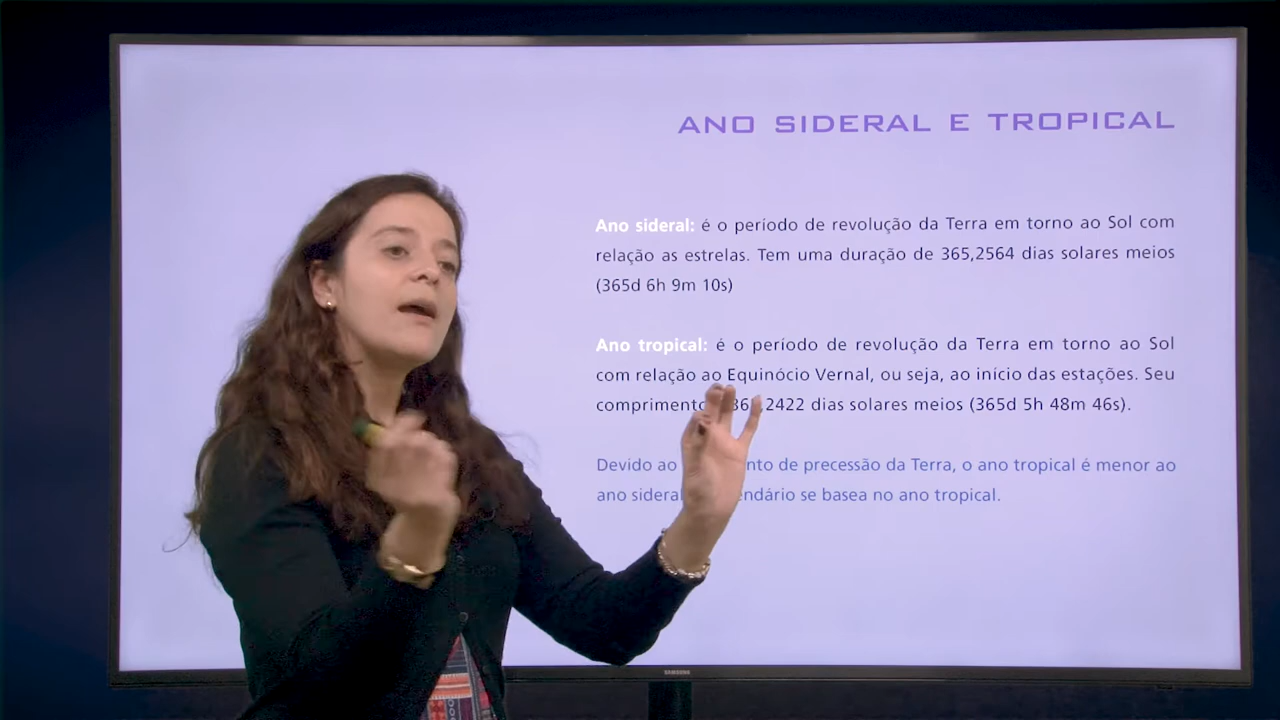 ANO SIDERAL E TROPICAL
Ano sideral: é o período de revolução da Terra em torno ao Sol com
relação as estrelas. Tem uma duração de 365,2564 dias solares meios
(365d 6h 9m 10s)
Ano tropical: é o período de revolução da Terra em torno ao Sol
com relação ao Equinócio Vernal, ou seja, ao início das estações. Seu
comprimento ,2422 dias solares meios (365d 5h 48m 46s).
Devido ao de precessão da Terra, o ano tropical é menor ao
ano sideral se basea no ano tropical.
SAMSUNG